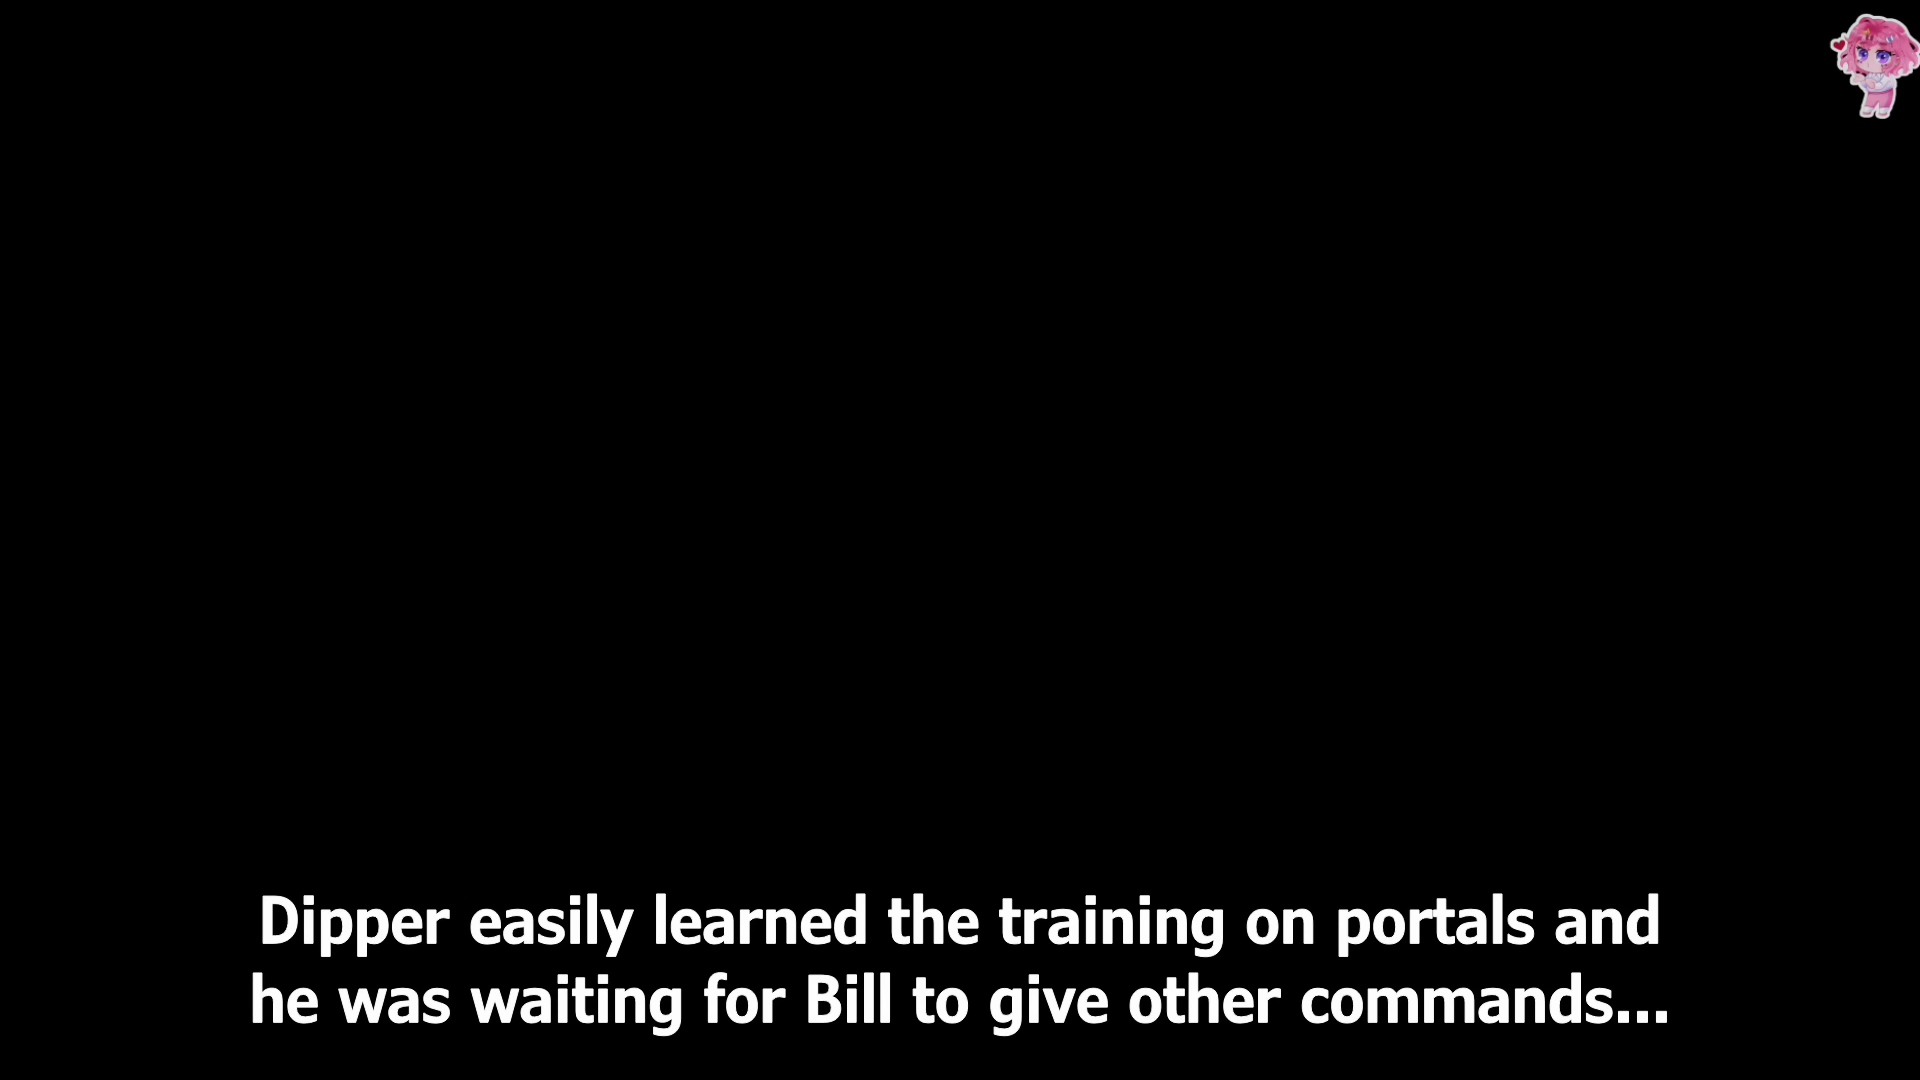 Dipper easily learned the training on portals and
he was waiting for Bill to give other commands...